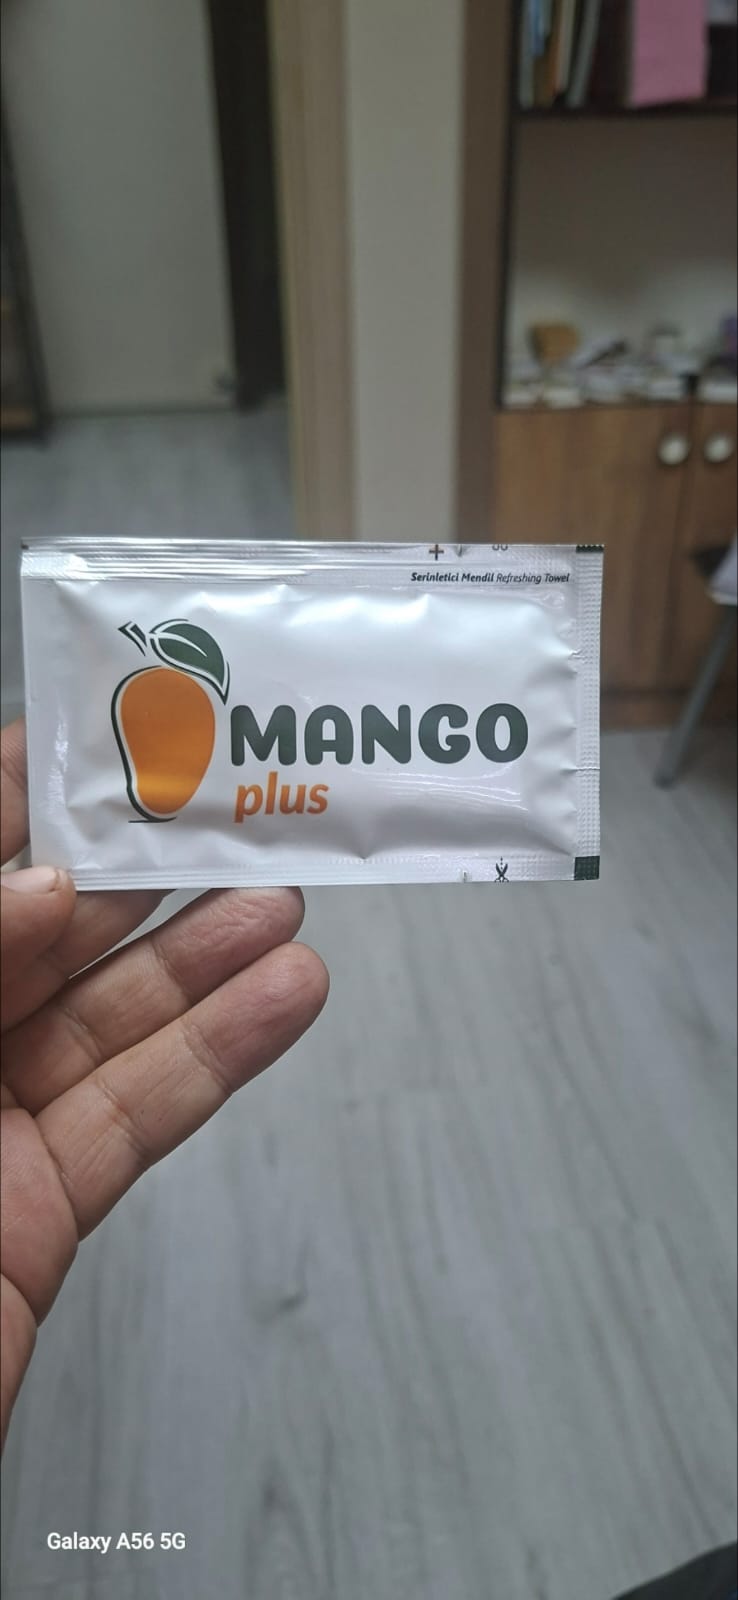 Serinletici Mendil Refreshing Towel
MANGO
plus
Galaxy A56 5G